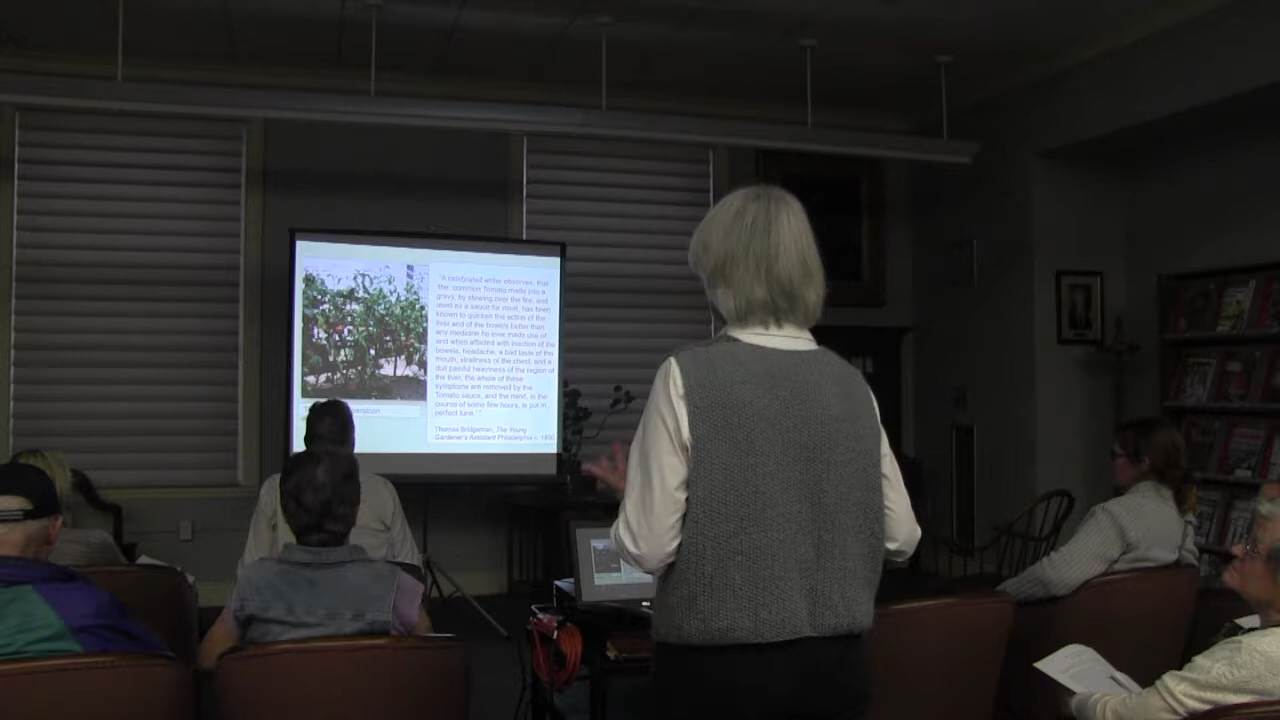 "A celebrated writer observes, that
the 'common Tomato made into a
gravy, by stewing over the fire, and
used as a sauce for meat, has been
known to quicken the action of the
liver and of the bowels better than
any medicine he ever made use of;
and when afflicted with inaction of the
bowels, headache, a bad taste of the
mouth, straitness of the chest, and a
dull painful heaviness of the region of
the liver, the whole of these
symptoms are removed by the
Tomato sauce, and the mind, in the
course of some few hours, is put in
perfect tune.'"
Thomas Bridgeman, The Young
Gardener's Assistant Philadelphia c.